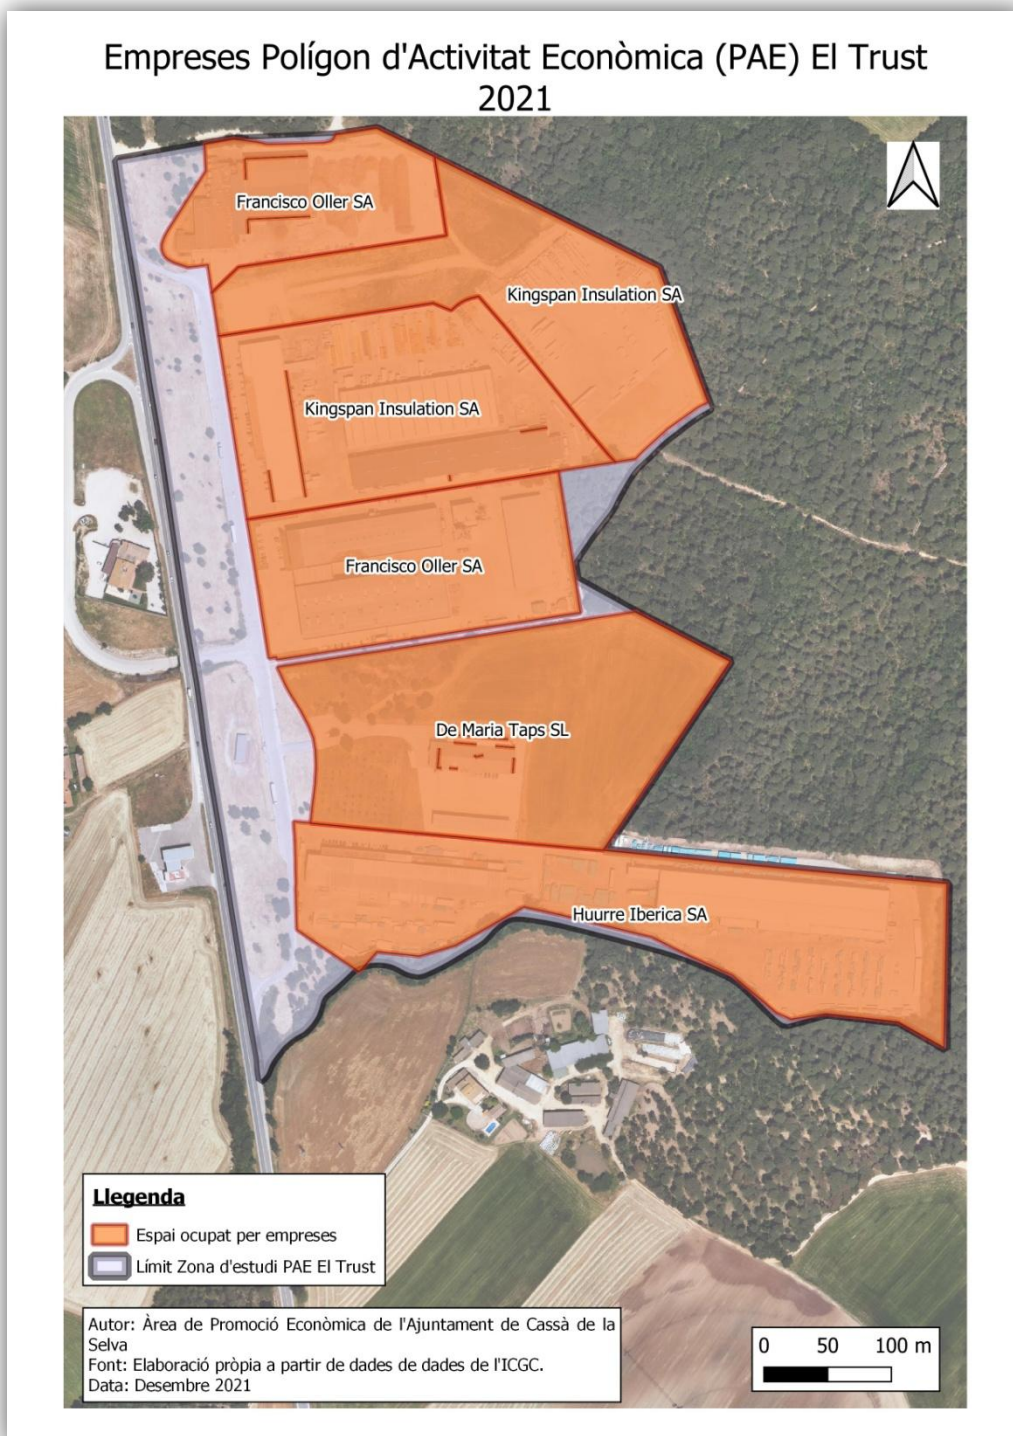 Empreses Polígon d'Activitat Econòmica (PAE) El Trust
2021
Francisco Oller SA
Kingspan Insulation SA
Kingspan Insulation SA
Francisco Oller SA
De Maria Taps SL
Huurre Iberica SA
Llegenda
Espai ocupat per empreses
Límit Zona d'estudi PAE El Trust
Autor: Àrea de Promoció Econòmica de l'Ajuntament de Cassà de la
Selva
Font: Elaboració pròpia a partir de dades de dades de l'ICGC.
Data: Desembre 2021
0 50 100 m